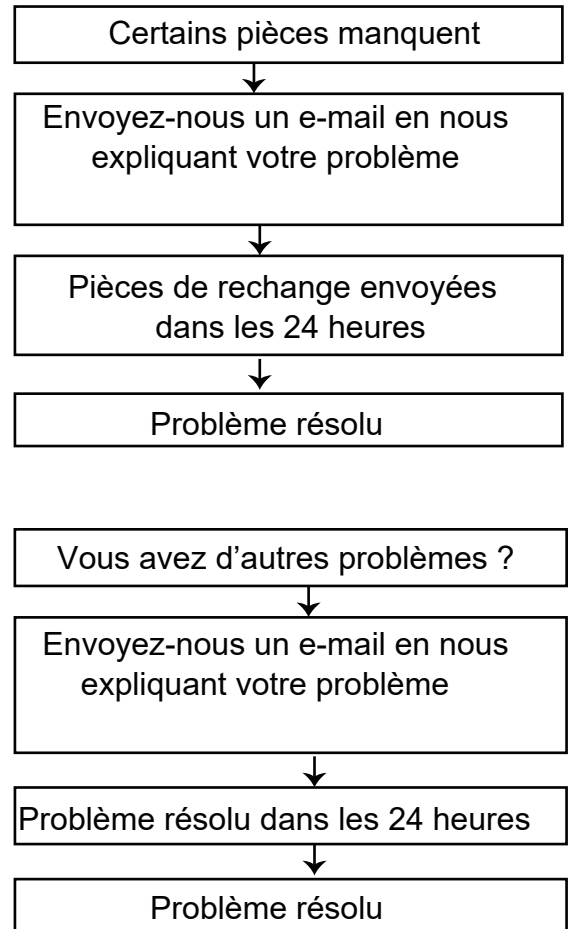 Certains pièces manquent
Envoyez-nous un e-mail en nous
expliquant votre problème
Pièces de rechange envoyées
dans les 24 heures
Problème résolu
Vous avez d’autres problèmes ?
Envoyez-nous un e-mail en nous
expliquant votre problème
Problème résolu dans les 24 heures
Problème résolu